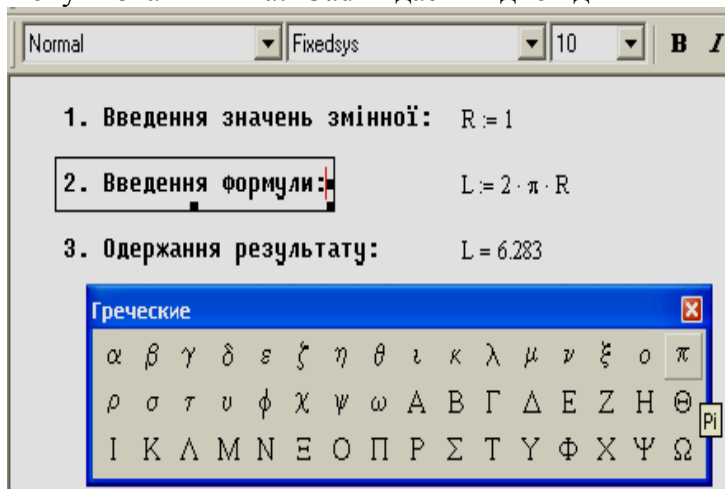 Normal Fixedsys 10 B I
1. Введення значень змінної: R := 1
2. Введення формули: L := 2 · π · R
3. Одержання результату: L = 6.283
Греческие
α β γ δ ε ζ η θ ι κ λ μ ν ξ ο π
ρ σ τ υ ϕ χ ψ ω Α Β Γ Δ Ε Ζ Η Θ
Pi
Ι Κ Λ Μ Ν Ξ Ο Π Ρ Σ Τ Υ Φ Χ Ψ Ω